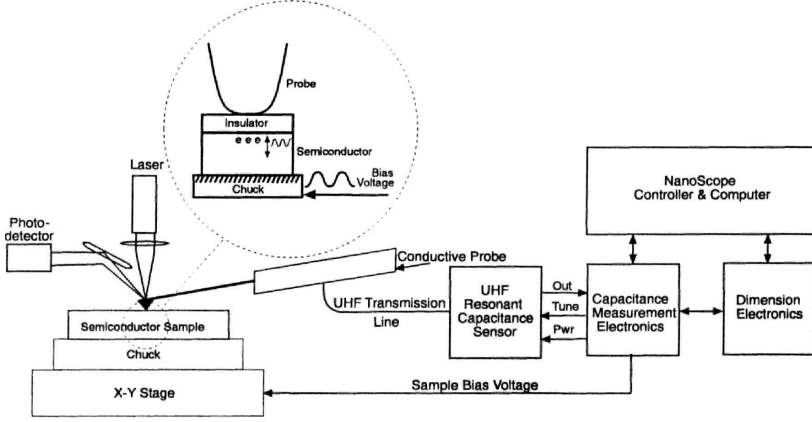 Probe
Insulator
e e e
Semiconductor
Bias
Voltage
Chuck
Laser
Photo-
detector
NanoScope
Controller & Computer
Conductive Probe
UHF Transmission
Line
UHF
Resonant
Capacitance
Sensor
Out
Tune
Pwr
Capacitance
Measurement
Electronics
Dimension
Electronics
Semiconductor Sample
Chuck
X-Y Stage
Sample Bias Voltage